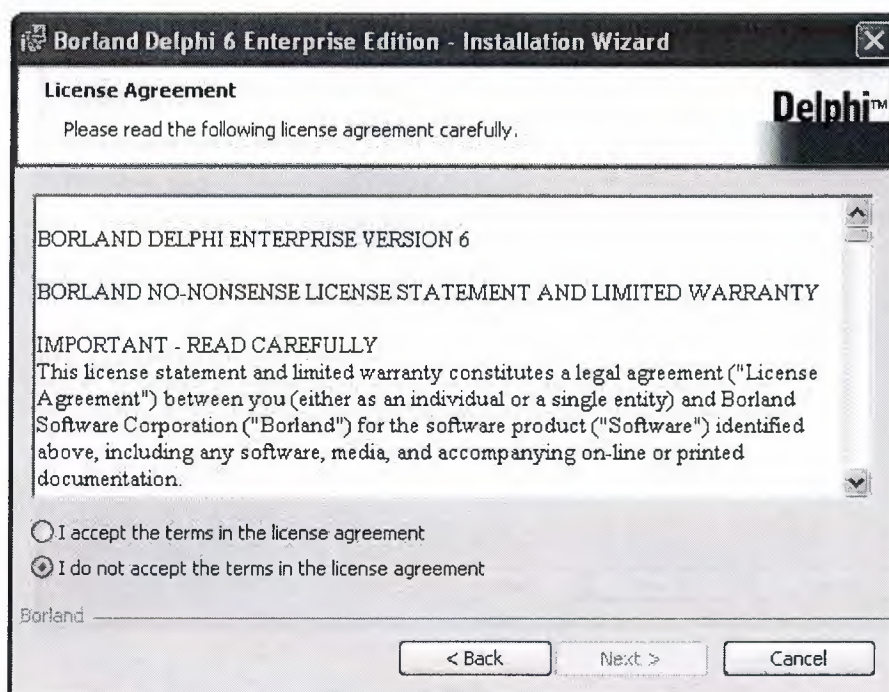 Borland Delphi 6 Enterprise Edition - Installation Wizard
License Agreement
Please read the following license agreement carefully.
Delphi™
BORLAND DELPHI ENTERPRISE VERSION 6
BORLAND NO-NONSENSE LICENSE STATEMENT AND LIMITED WARRANTY
IMPORTANT - READ CAREFULLY
This license statement and limited warranty constitutes a legal agreement ("License
Agreement") between you (either as an individual or a single entity) and Borland
Software Corporation ("Borland") for the software product ("Software") identified
above, including any software, media, and accompanying on-line or printed
documentation.
I accept the terms in the license agreement
I do not accept the terms in the license agreement
Borland
< Back Next > Cancel